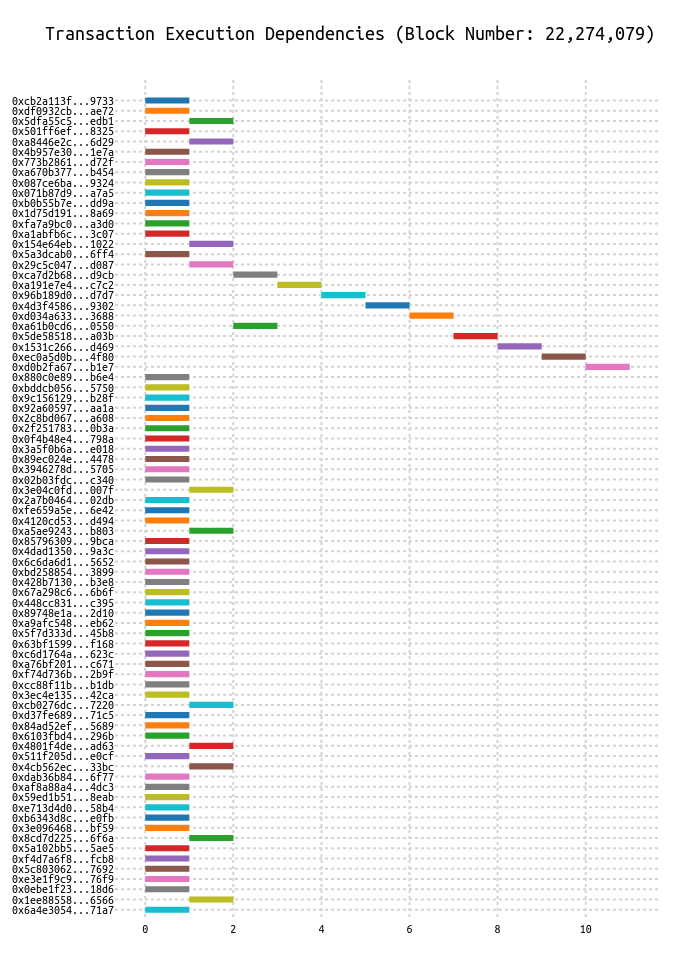 Transaction Execution Dependencies (Block Number: 22,274,079)
0xcb2a113f...9733
0xdf0932cb...ae72
0x5dfa55c5...edb1
0x501ff6ef...8325
0xa8446e2c...6d29
0x4b957e30...1e7a
0x773b2861...d72f
0xa670b377...b454
0x087ce6ba...9324
0x071b87d9...a7a5
0xb0b55b7e...dd9a
0x1d75d191...8a69
0xfa7a9bc0...a3d0
0xa1abfb6c...3c07
0x154e64eb...1022
0x5a3dcab0...6ff4
0x29c5c047...d087
0xca7d2b68...d9cb
0xa191e7e4...c7c2
0x96b189d0...d7d7
0x4d3f4586...9302
0xd034a633...3688
0xa61b0cd6...0550
0x5de58518...a03b
0x1531c266...d469
0xec0a5d0b...4f80
0xd0b2fa67...b1e7
0x880c0e89...b6e4
0xbddcb056...5750
0x9c156129...b28f
0x92a60597...aa1a
0x2c8bd067...a608
0x2f251783...0b3a
0x0f4b48e4...798a
0x3a5f0b6a...e018
0x89ec024e...4478
0x3946278d...5705
0x02b03fdc...c340
0x3e04c0fd...007f
0x2a7b0464...02db
0xfe659a5e...6e42
0x4120cd53...d494
0xa5ae9243...b803
0x85796309...9bca
0x4dad1350...9a3c
0x6c6da6d1...5652
0xbd258854...3899
0x428b7130...b3e8
0x67a298c6...6b6f
0x448cc831...c395
0x89748e1a...2d10
0xa9afc548...eb62
0x5f7d333d...45b8
0x63bf1599...f168
0xc6d1764a...623c
0xa76bf201...c671
0xf74d736b...2b9f
0xcc88f11b...b1db
0x3ec4e135...42ca
0xcb0276dc...7220
0xd37fe689...71c5
0x84ad52ef...5689
0x6103fbd4...296b
0x4801f4de...ad63
0x511f205d...e0cf
0x4cb562ec...33bc
0xdab36b84...6f77
0xaf8a88a4...4dc3
0x59ed1b51...8eab
0xe713d4d0...58b4
0xb6343d8c...e0fb
0x3e096468...bf59
0x8cd7d225...6f6a
0x5a102bb5...5ae5
0xf4d7a6f8...fcb8
0x5c803062...7692
0xe3e1f9c9...76f9
0x0ebe1f23...18d6
0x1ee88558...6566
0x6a4e3054...71a7
0 2 4 6 8 10